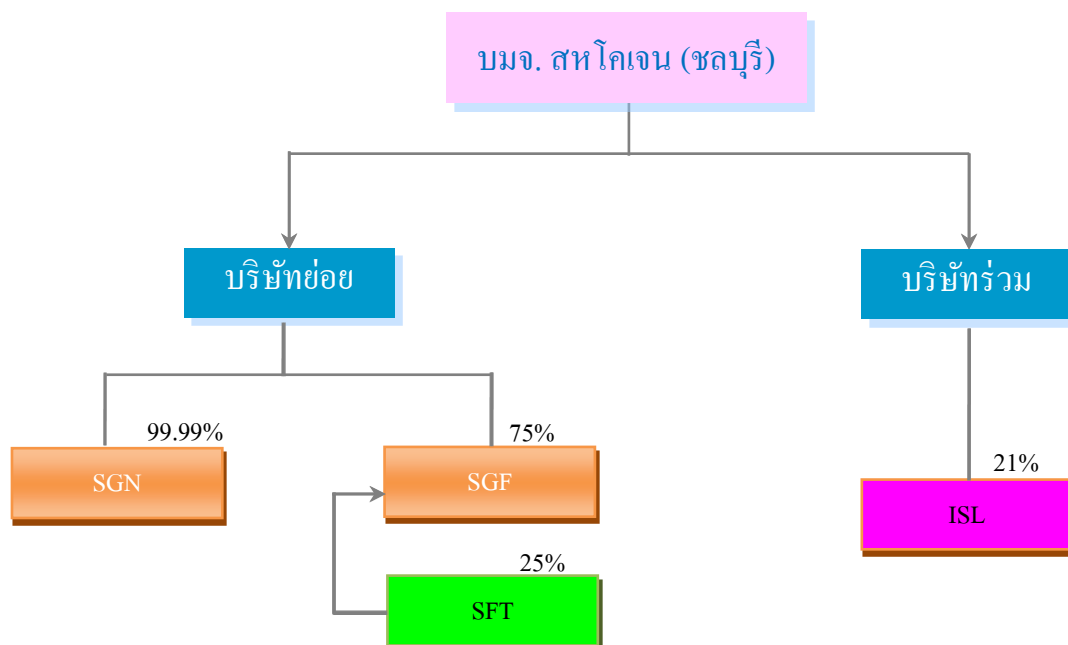 บมจ. สหโคเจน (ชลบุรี)
บริษัทย่อย
บริษัทร่วม
99.99%
75%
21%
SGN
SGF
ISL
25%
SFT